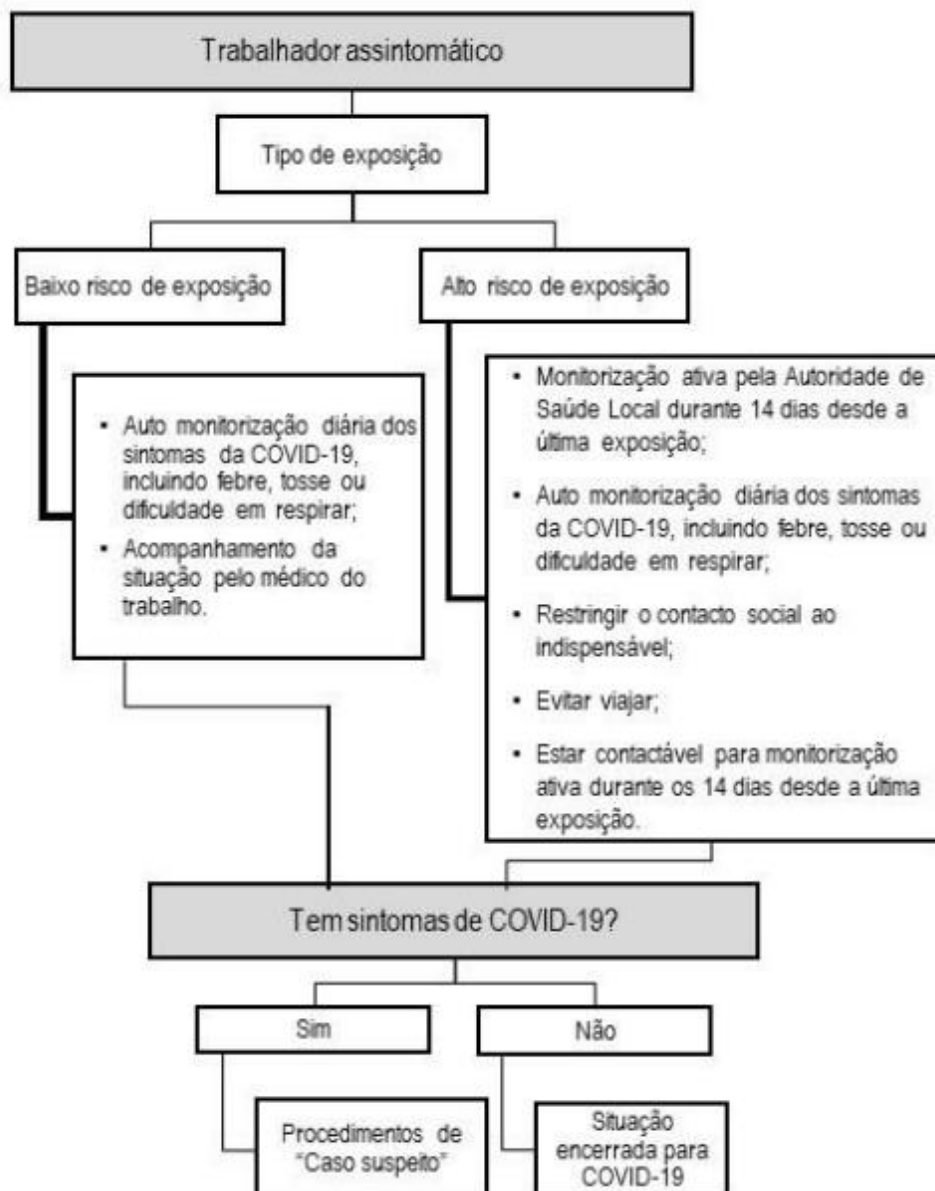 Trabalhador assintomático
Tipo de exposição
Baixo risco de exposição
Alto risco de exposição
• Auto monitorização diária dos
sintomas da COVID-19,
incluindo febre, tosse ou
dificuldade em respirar;
• Acompanhamento da
situação pelo médico do
trabalho.
• Monitorização ativa pela Autoridade de
Saúde Local durante 14 dias desde a
última exposição;
• Auto monitorização diária dos sintomas
da COVID-19, incluindo febre, tosse ou
dificuldade em respirar;
• Restringir o contacto social ao
indispensável;
• Evitar viajar;
• Estar contactável para monitorização
ativa durante os 14 dias desde a última
exposição.
Tem sintomas de COVID-19?
Sim
Não
Procedimentos de
“Caso suspeito”
Situação
encerrada para
COVID-19